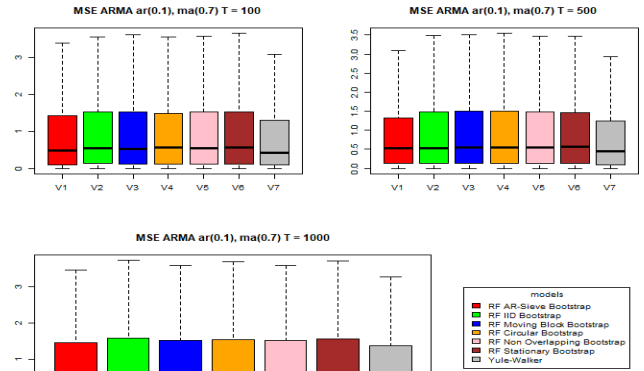 MSE ARMA ar(0.1), ma(0.7) T = 100
3
2
1
0
V1 V2 V3 V4 V5 V6 V7
MSE ARMA ar(0.1), ma(0.7) T = 500
3.5
3.0
2.5
2.0
1.5
1.0
0.5
0.0
V1 V2 V3 V4 V5 V6 V7
MSE ARMA ar(0.1), ma(0.7) T = 1000
3
2
1
models
RF AR-Sieve Bootstrap
RF IID Bootstrap
RF Moving Block Bootstrap
RF Circular Bootstrap
RF Non Overlapping Bootstrap
RF Stationary Bootstrap
Yule-Walker